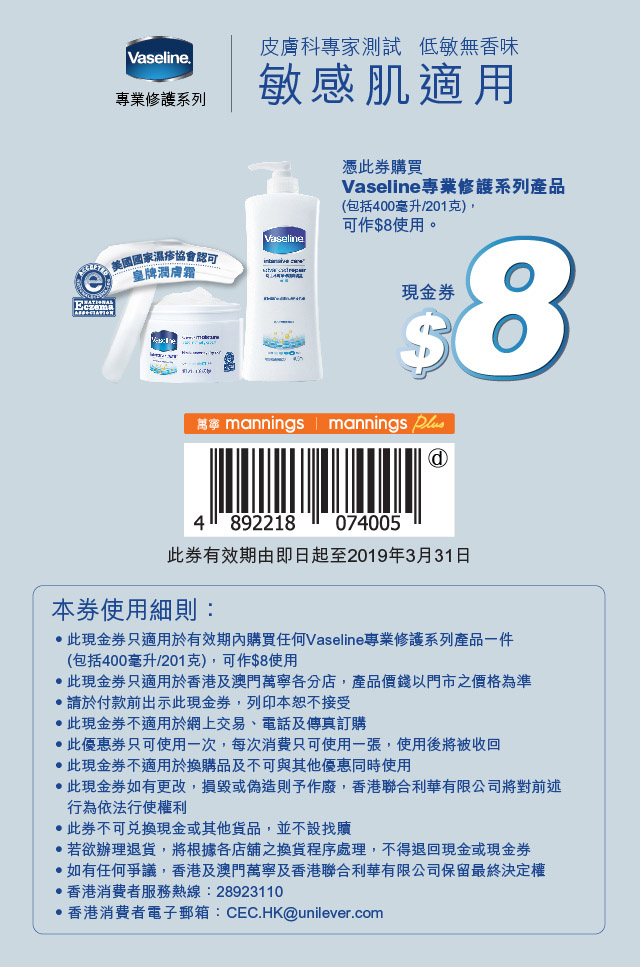 Vaseline.
專業修護系列
皮膚科專家測試 低敏無香味
敏感肌適用
憑此券購買
Vaseline專業修護系列產品
(包括400毫升/201克)，
可作$8使用。
美國國家濕疹協會認可
皇牌潤膚霜
ACCEPTED
NATIONAL
Eczema
ASSOCIATION
Vaseline
intensive care
advanced repair
Vaseline
現金券
$8
萬寧 mannings | mannings Plus
d
4 892218 074005
此券有效期由即日起至2019年3月31日
本券使用細則：
• 此現金券只適用於有效期內購買任何Vaseline專業修護系列產品一件
(包括400毫升/201克)，可作$8使用
• 此現金券只適用於香港及澳門萬寧各分店，產品價錢以門市之價格為準
• 請於付款前出示此現金券，列印本恕不接受
• 此現金券不適用於網上交易、電話及傳真訂購
• 此優惠券只可使用一次，每次消費只可使用一張，使用後將被收回
• 此現金券不適用於換購品及不可與其他優惠同時使用
• 此現金券如有更改，損毀或偽造則予作廢，香港聯合利華有限公司將對前述
行為依法行使權利
• 此券不可兌換現金或其他貨品，並不設找贖
• 若欲辦理退貨，將根據各店舖之換貨程序處理，不得退回現金或現金券
• 如有任何爭議，香港及澳門萬寧及香港聯合利華有限公司保留最終決定權
• 香港消費者服務熱線：28923110
• 香港消費者電子郵箱：CEC.HK@unilever.com